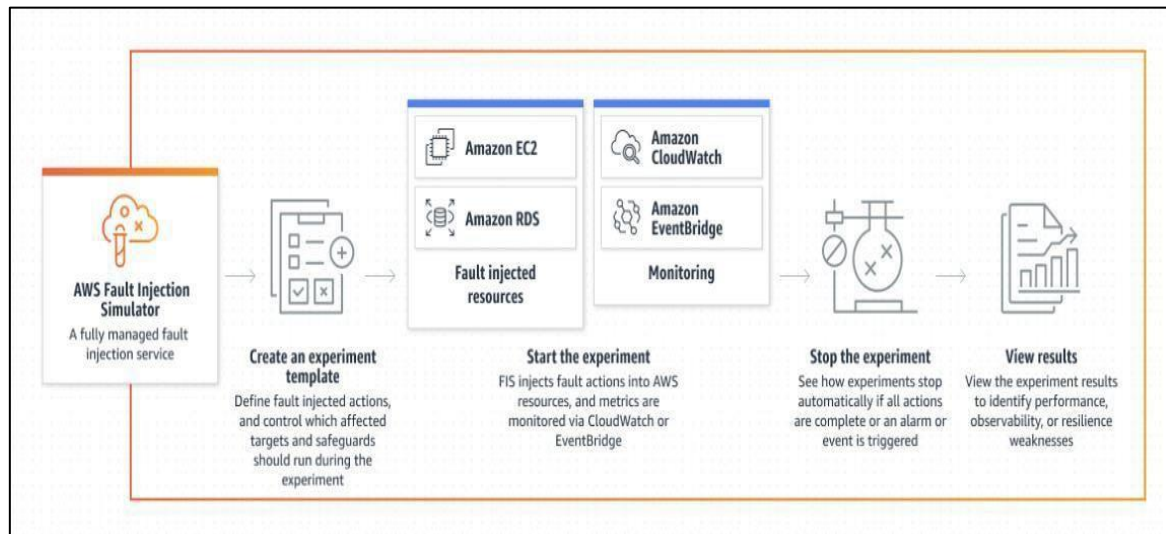 AWS Fault Injection
Simulator
A fully managed fault
injection service
Create an experiment
template
Define fault injected actions,
and control which affected
targets and safeguards
should run during the
experiment
Amazon EC2
Amazon RDS
Fault injected
resources
Amazon
CloudWatch
Amazon
EventBridge
Monitoring
Start the experiment
FIS injects fault actions into AWS
resources, and metrics are
monitored via CloudWatch or
EventBridge
Stop the experiment
See how experiments stop
automatically if all actions
are complete or an alarm or
event is triggered
View results
View the experiment results
to identify performance,
observability, or resilience
weaknesses